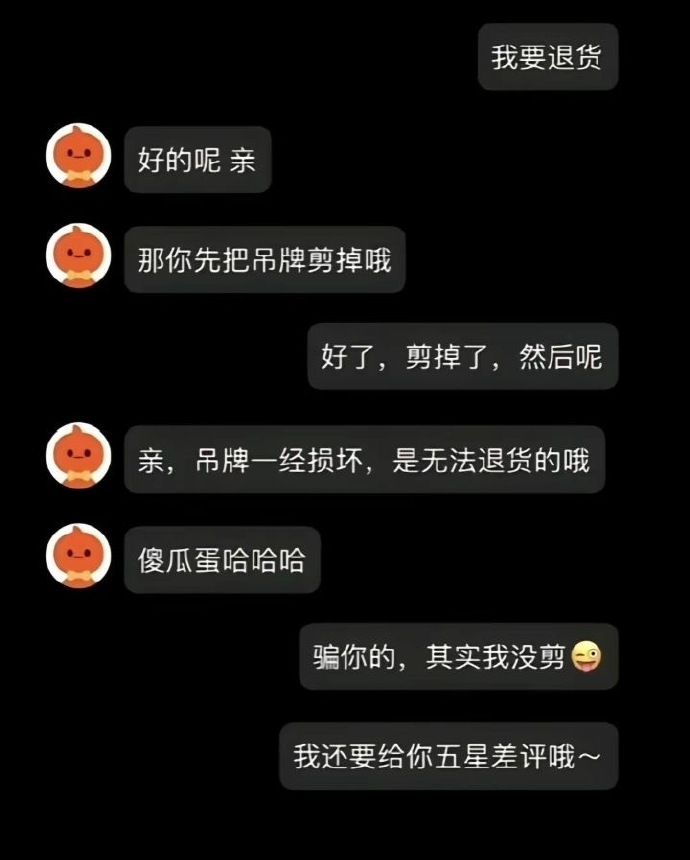 我要退货
好的呢 亲
那你先把吊牌剪掉哦
好了，剪掉了，然后呢
亲，吊牌一经损坏，是无法退货的哦
傻瓜蛋哈哈哈
骗你的，其实我没剪😜
我还要给你五星差评哦～